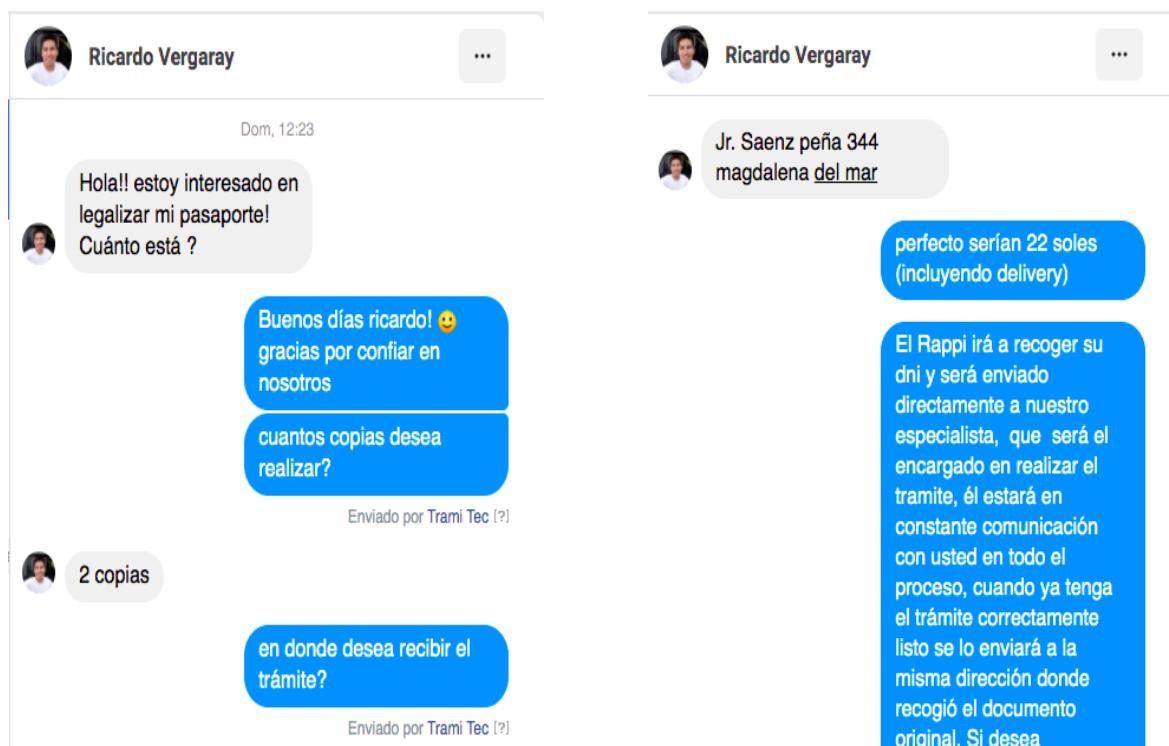 Ricardo Vergaray
...
Dom, 12:23
Hola!! estoy interesado en
legalizar mi pasaporte!
Cuánto está ?
Buenos días ricardo! 🙂
gracias por confiar en
nosotros
cuantos copias desea
realizar?
Enviado por Trami Tec [?]
2 copias
en donde desea recibir el
trámite?
Enviado por Trami Tec [?]
Ricardo Vergaray
...
Jr. Saenz peña 344
magdalena del mar
perfecto serían 22 soles
(incluyendo delivery)
El Rappi irá a recoger su
dni y será enviado
directamente a nuestro
especialista, que será el
encargado en realizar el
tramite, él estará en
constante comunicación
con usted en todo el
proceso, cuando ya tenga
el trámite correctamente
listo se lo enviará a la
misma dirección donde
recogió el documento
original. Si desea